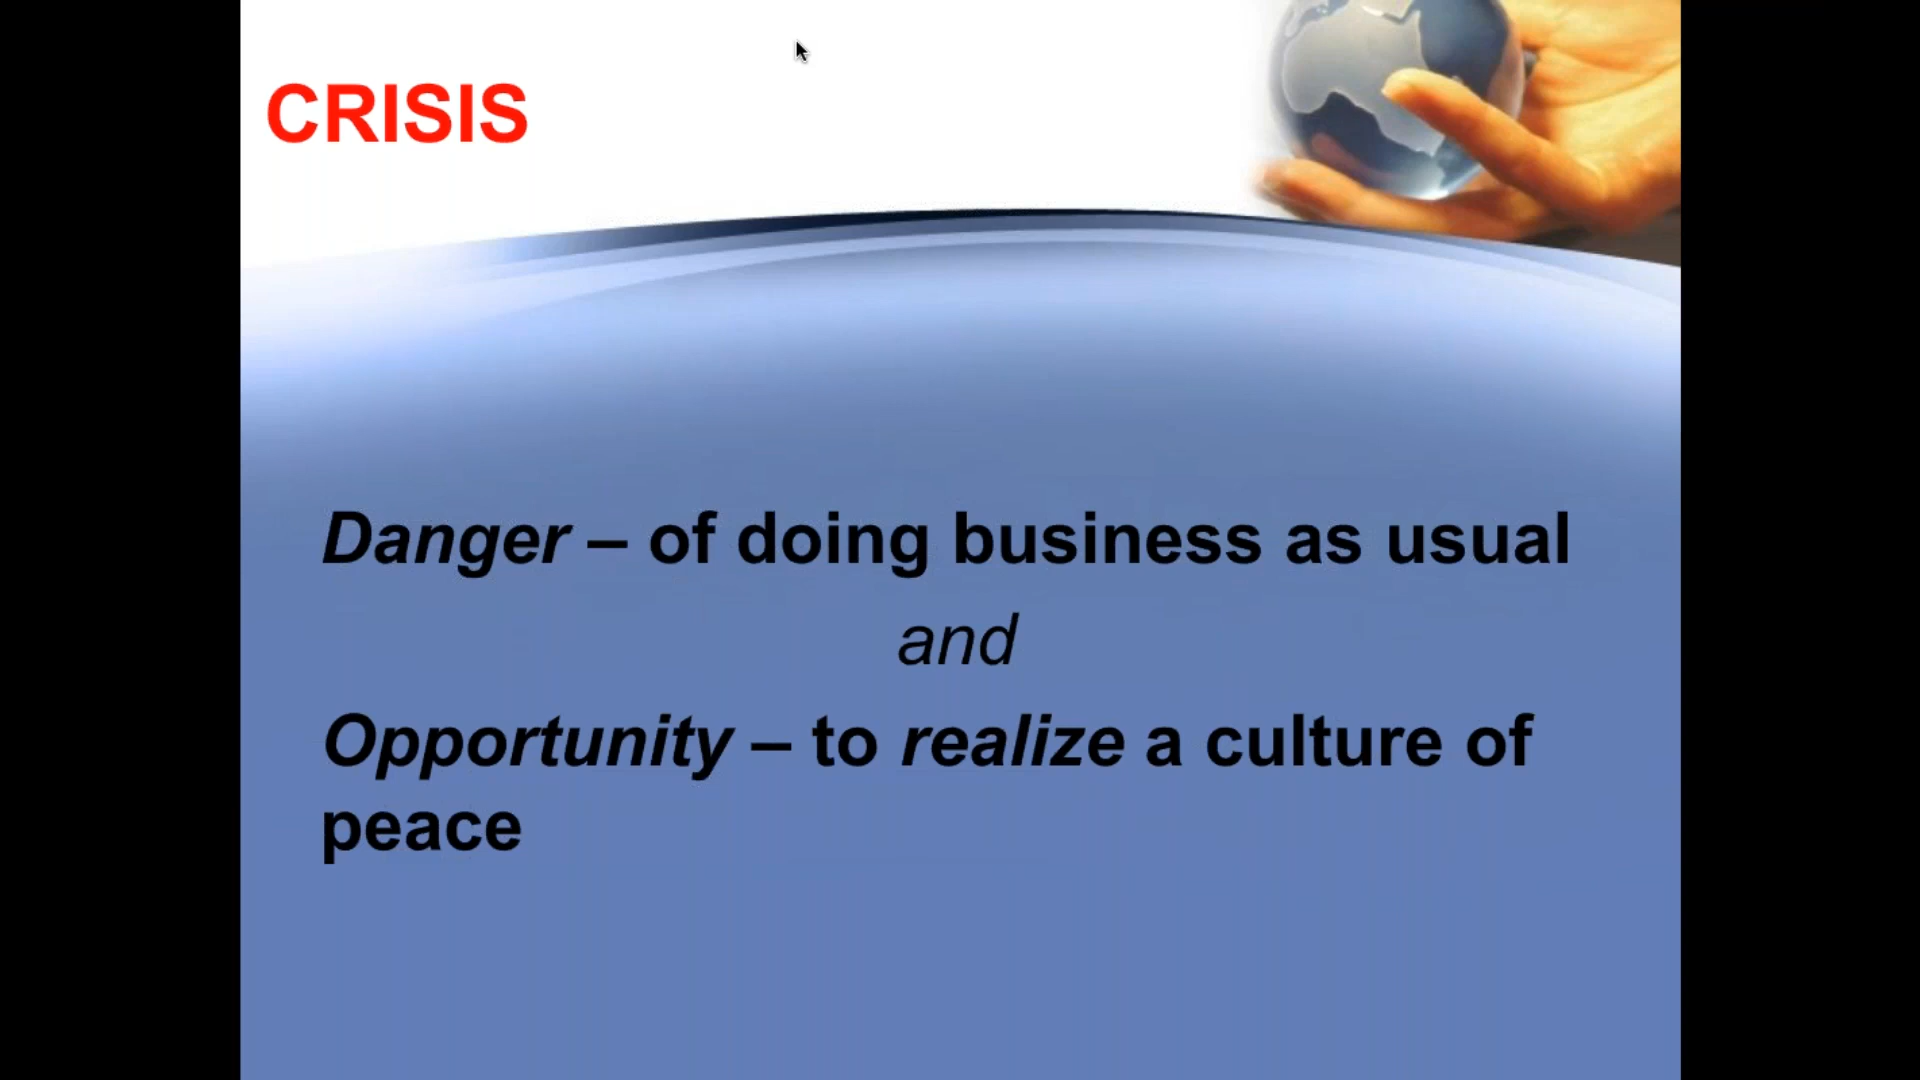 CRISIS
Danger – of doing business as usual
and
Opportunity – to realize a culture of
peace